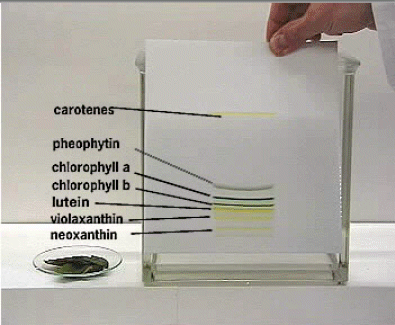 carotenes
pheophytin
chlorophyll a
chlorophyll b
lutein
violaxanthin
neoxanthin